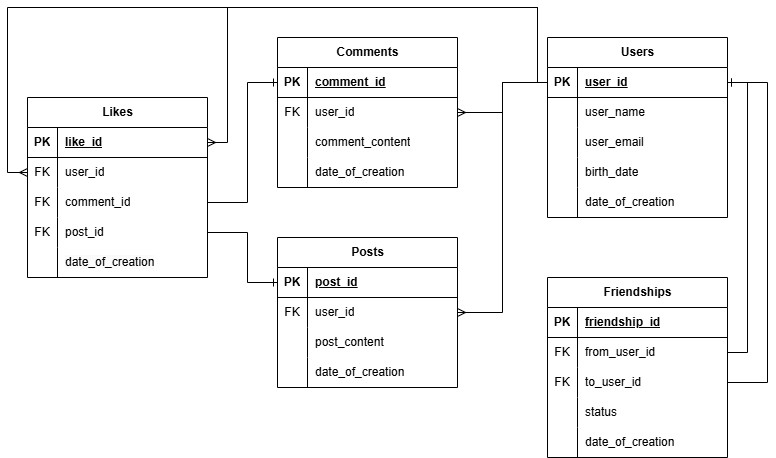 Likes
PK like_id
FK user_id
FK comment_id
FK post_id
date_of_creation
Comments
PK comment_id
FK user_id
comment_content
date_of_creation
Posts
PK post_id
FK user_id
post_content
date_of_creation
Users
PK user_id
user_name
user_email
birth_date
date_of_creation
Friendships
PK friendship_id
FK from_user_id
FK to_user_id
status
date_of_creation